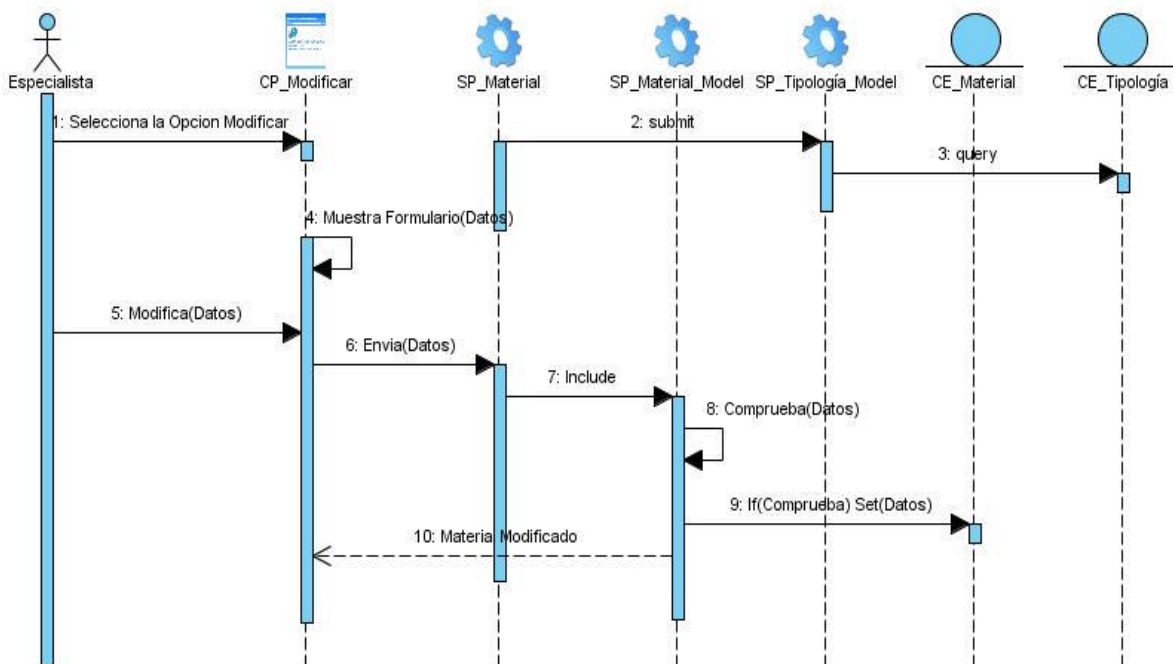 Especialista
CP_Modificar
SP_Material
SP_Material_Model
SP_Tipología_Model
CE_Material
CE_Tipología
1: Selecciona la Opcion Modificar
2: submit
3: query
4: Muestra Formulario(Datos)
5: Modifica(Datos)
6: Envia(Datos)
7: Include
8: Comprueba(Datos)
9: If(Comprueba) Set(Datos)
10: Material Modificado